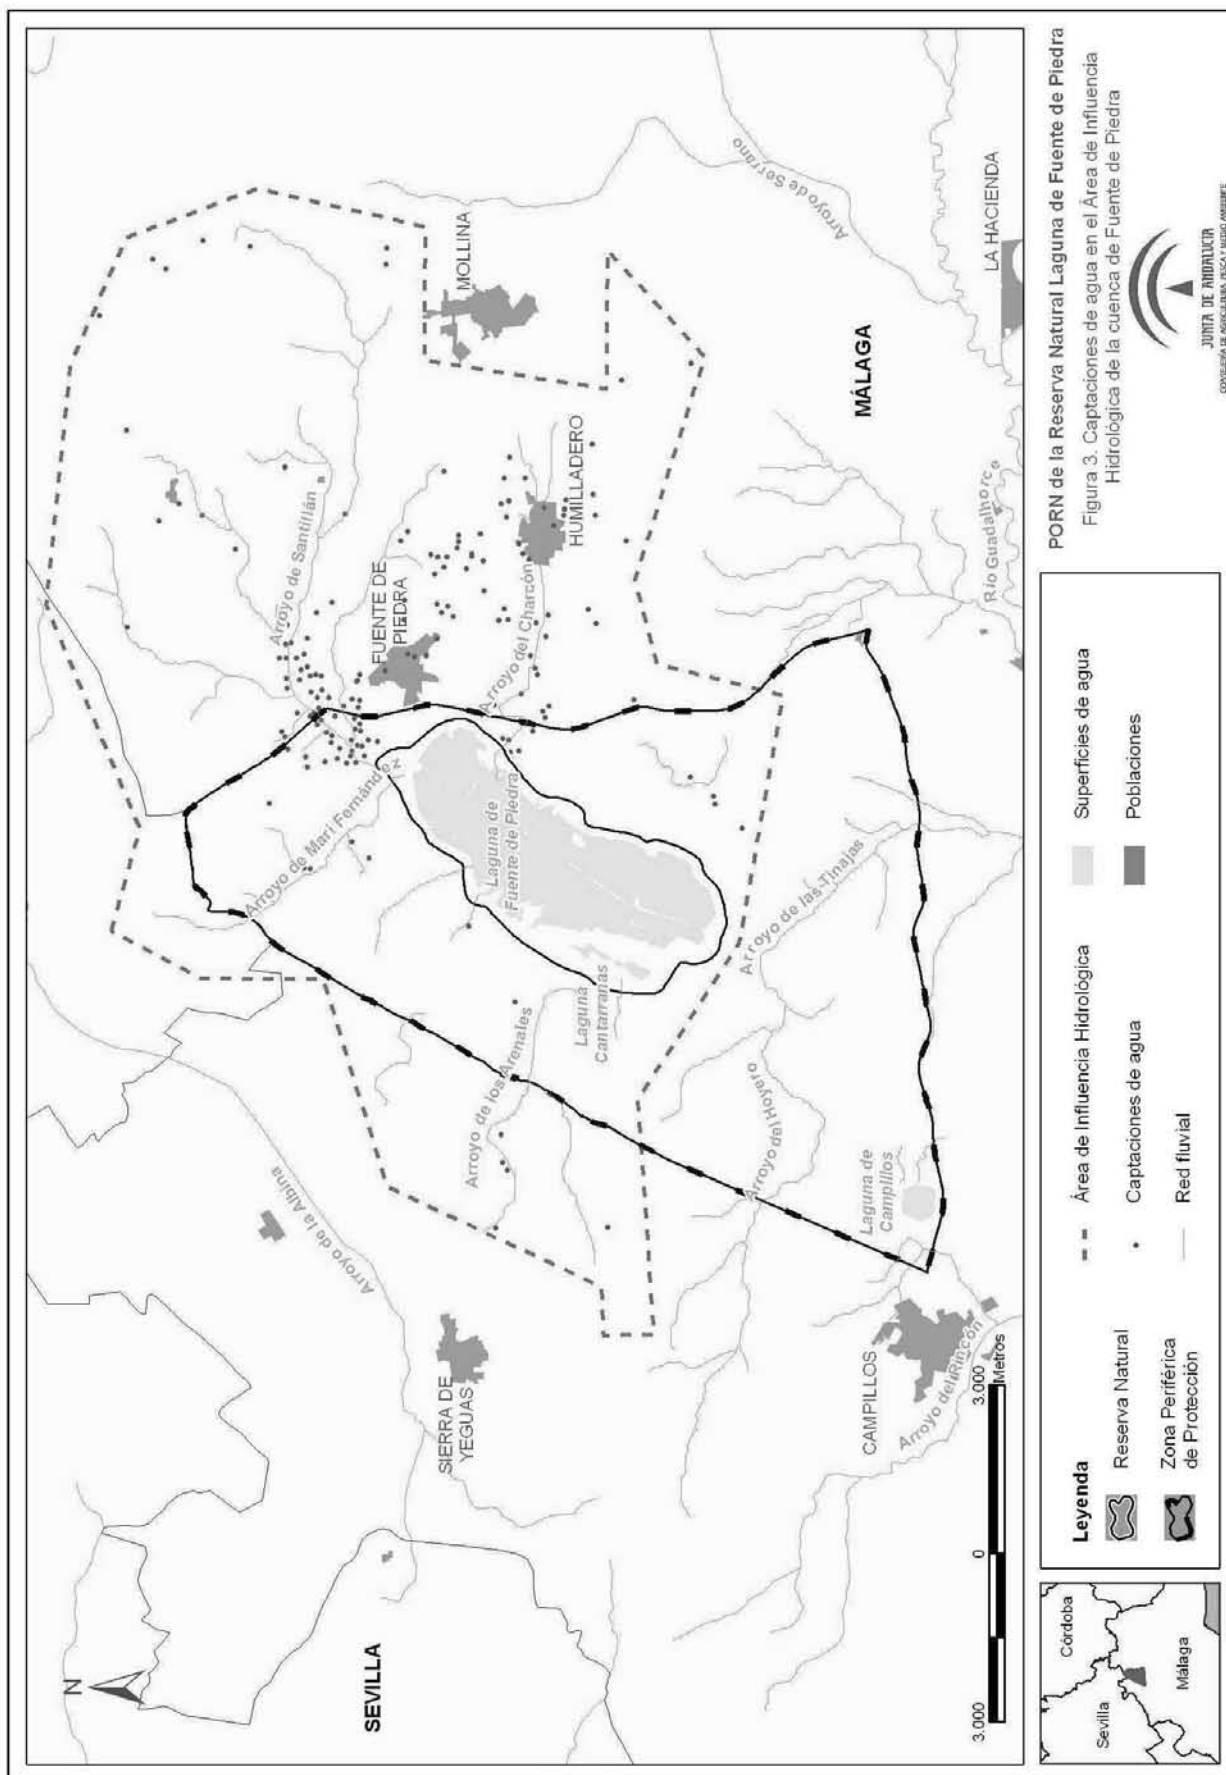 N
SEVILLA
SIERRA DE
YEGUAS
Arroyo de la Albina
Arroyo de los Arenales
Laguna
Cantarranas
Arroyo de Mari Fernández
Laguna de
Fuente de Piedra
Arroyo de Santillán
FUENTE DE
PIEDRA
Arroyo del Charcón
HUMILLADERO
MOLLINA
Arroyo de Serrano
LA HACIENDA
MÁLAGA
Río Guadalhorce
Arroyo de las Tinajas
Arroyo del Hoyero
Laguna de
Campillos
CAMPILLOS
Arroyo del Rincón
3.000
0
3.000
Metros
Córdoba
Sevilla
Málaga
Leyenda
Reserva Natural
Zona Periférica
de Protección
Área de Influencia Hidrológica
Captaciones de agua
Red fluvial
Superficies de agua
Poblaciones
PORN de la Reserva Natural Laguna de Fuente de Piedra
Figura 3. Captaciones de agua en el Área de Influencia
Hidrológica de la cuenca de Fuente de Piedra
JUNTA DE ANDALUCIA
CONSEJERÍA DE AGRICULTURA, PESCA Y MEDIO AMBIENTE